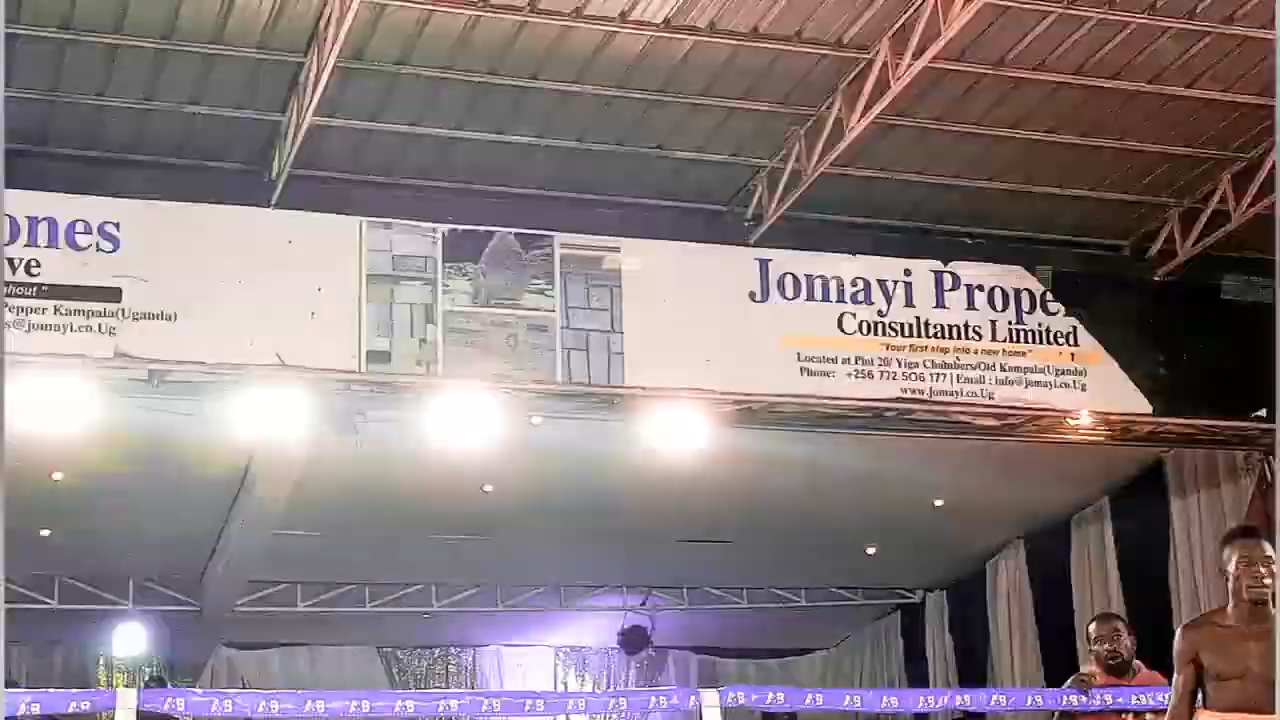 ones
ve
hout "
Pepper Kampala(Uganda)
s@jomayi.co.Ug
Jomayi Prope
Consultants Limited
"Your first step into a new home"
Located at Plot 20/ Yiga Chambers/Old Kampala(Uganda)
Phone: +256 772 506 177 | Email : info@jomayi.co.Ug
www.jomayi.co.Ug